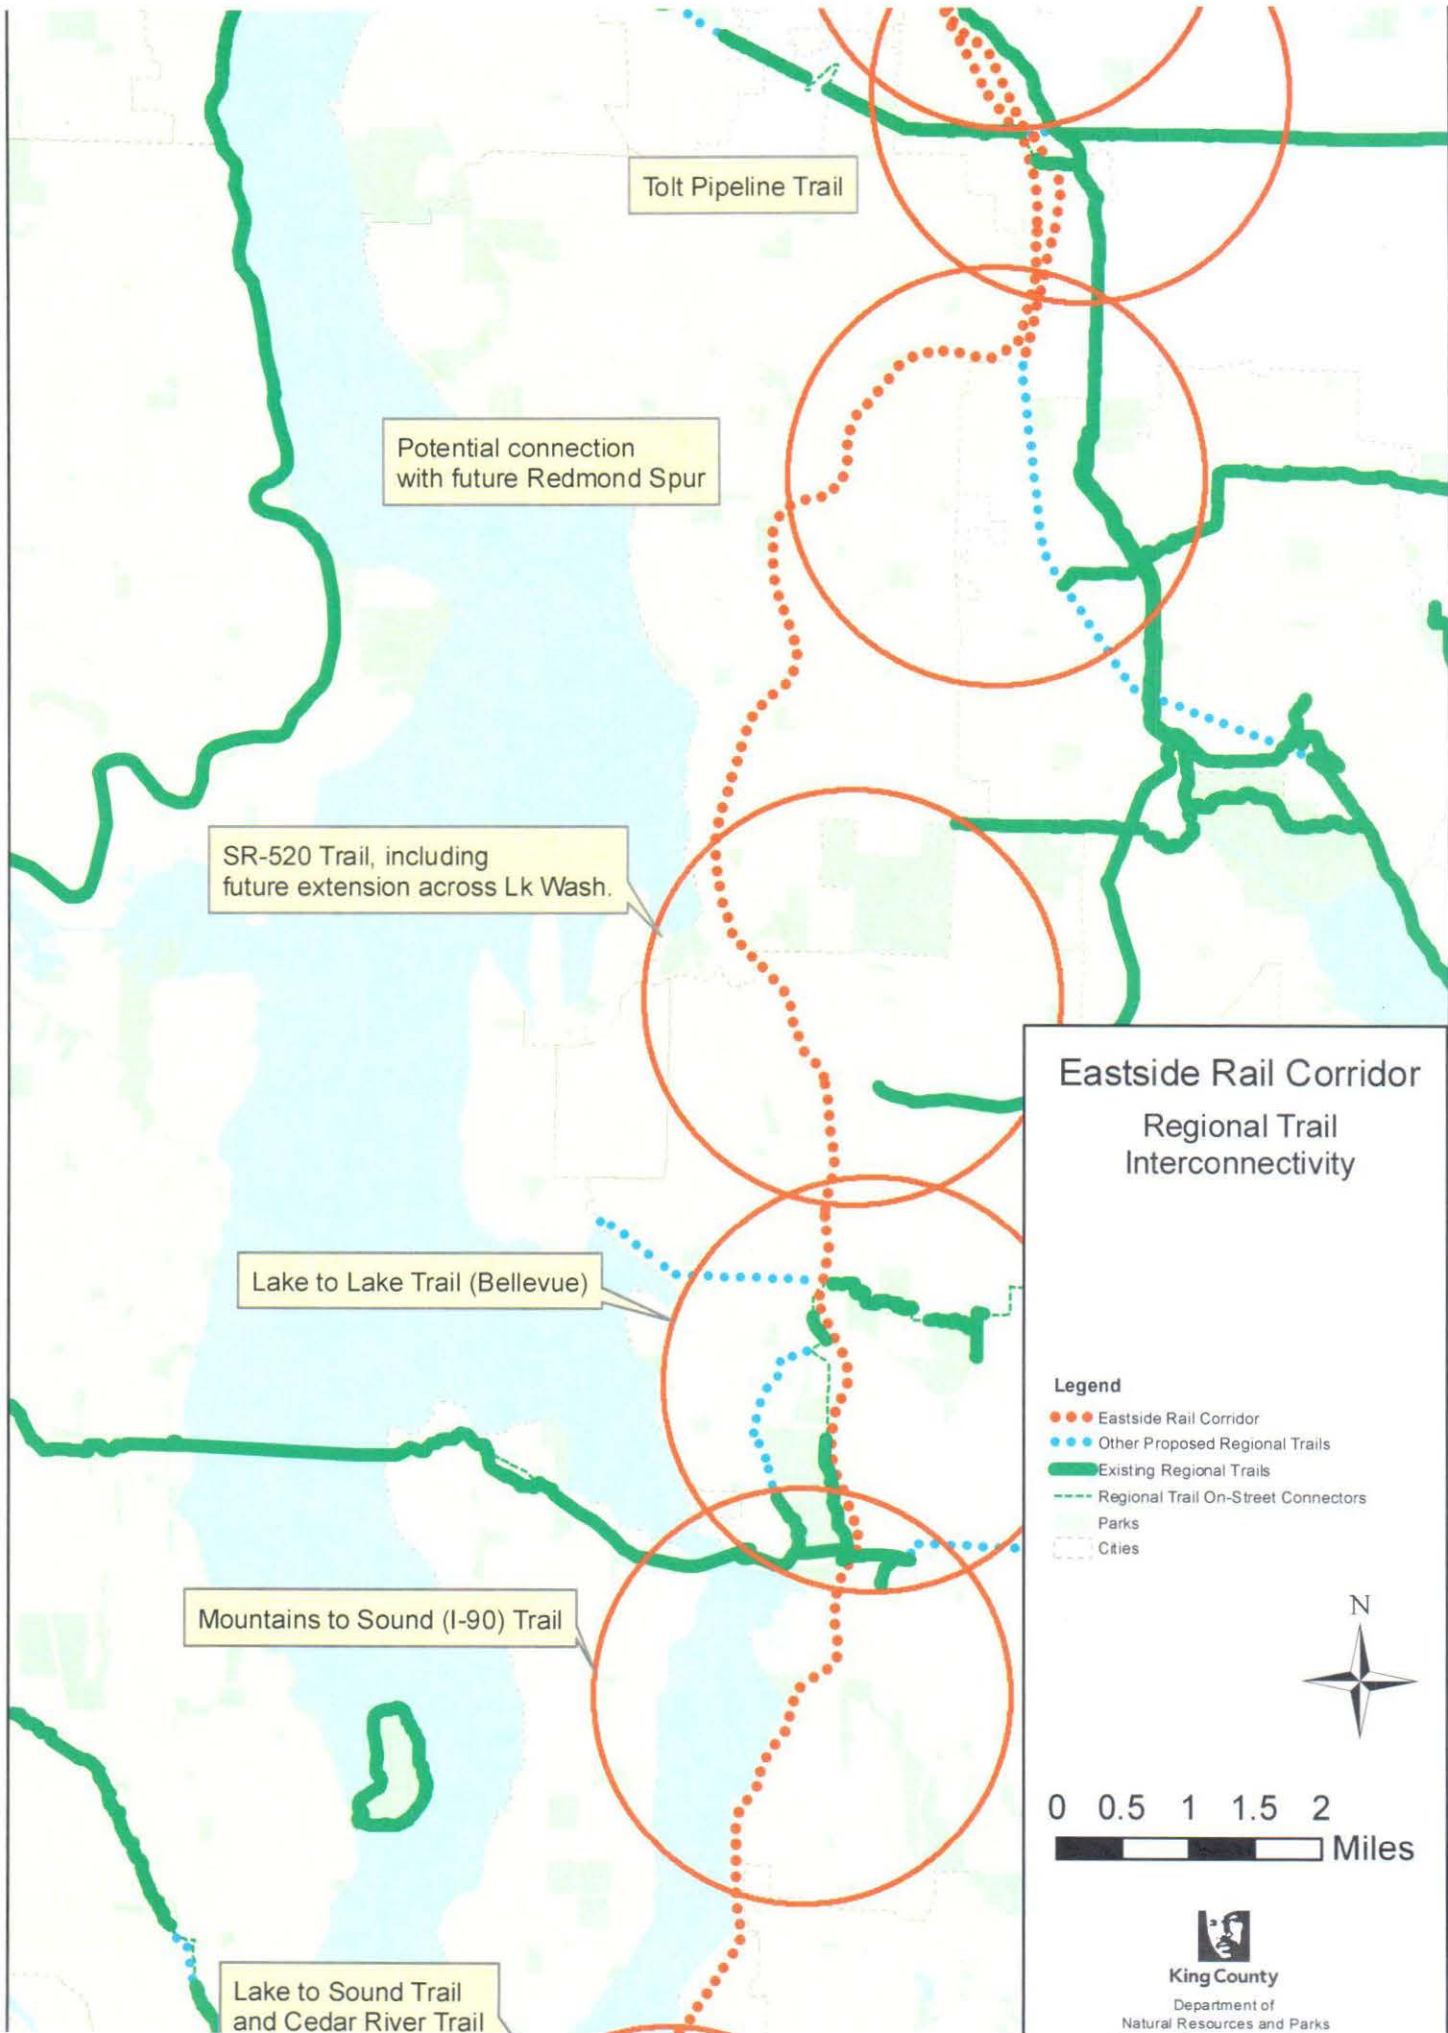 Tolt Pipeline Trail
Potential connection
with future Redmond Spur
SR-520 Trail, including
future extension across Lk Wash.
Lake to Lake Trail (Bellevue)
Mountains to Sound (I-90) Trail
Lake to Sound Trail
and Cedar River Trail
Eastside Rail Corridor
Regional Trail
Interconnectivity
Legend
Eastside Rail Corridor
Other Proposed Regional Trails
Existing Regional Trails
Regional Trail On-Street Connectors
Parks
Cities
N
0 0.5 1 1.5 2
Miles
King County
Department of
Natural Resources and Parks